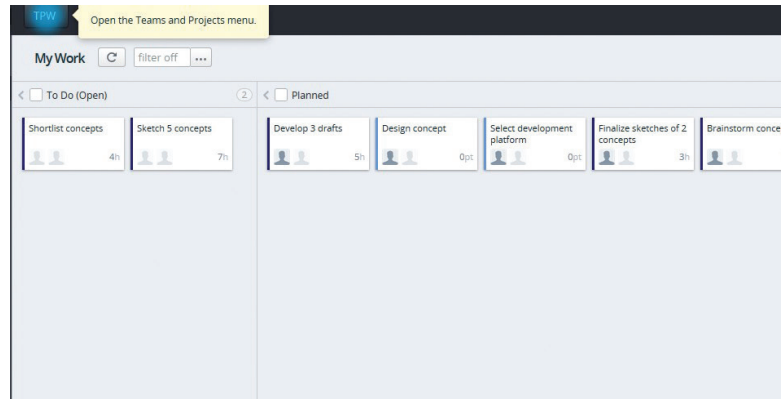 TPW
Open the Teams and Projects menu.
My Work
filter off
...
To Do (Open)
2
Planned
Shortlist concepts
4h
Sketch 5 concepts
7h
Develop 3 drafts
5h
Design concept
0pt
Select development
platform
0pt
Finalize sketches of 2
concepts
3h
Brainstorm conce